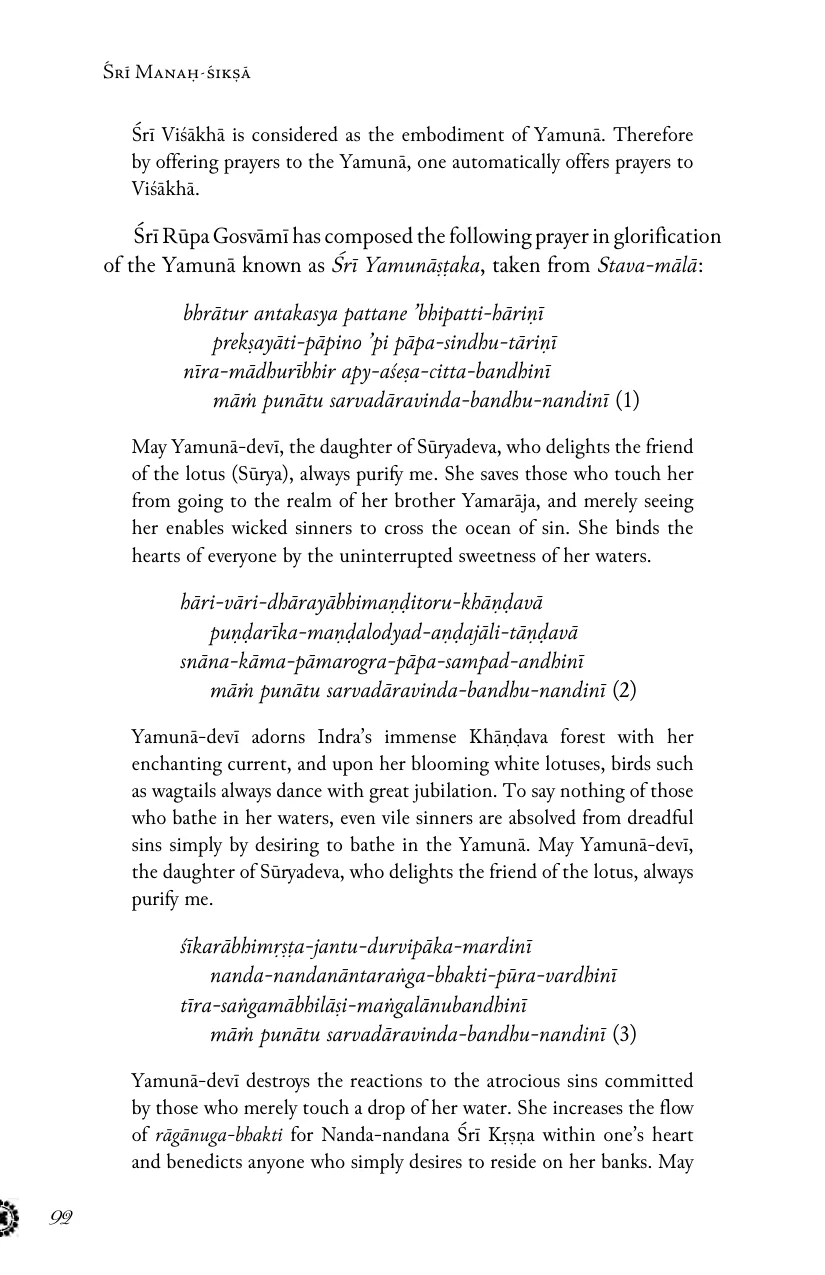 Śrī Manaḥ-śikṣā
Śrī Viśākhā is considered as the embodiment of Yamunā. Therefore
by offering prayers to the Yamunā, one automatically offers prayers to
Viśākhā.
Śrī Rūpa Gosvāmī has composed the following prayer in glorification
of the Yamunā known as Śrī Yamunāṣṭaka, taken from Stava-mālā:
bhrātur antakasya pattane ’bhipatti-hāriṇī
prekṣayāti-pāpino ’pi pāpa-sindhu-tāriṇī
nīra-mādhurībhir apy-aśeṣa-citta-bandhinī
māṁ punātu sarvadāravinda-bandhu-nandinī (1)
May Yamunā-devī, the daughter of Sūryadeva, who delights the friend
of the lotus (Sūrya), always purify me. She saves those who touch her
from going to the realm of her brother Yamarāja, and merely seeing
her enables wicked sinners to cross the ocean of sin. She binds the
hearts of everyone by the uninterrupted sweetness of her waters.
hāri-vāri-dhārayābhimaṇḍitoru-khāṇḍavā
puṇḍarīka-maṇḍalodyad-aṇḍajāli-tāṇḍavā
snāna-kāma-pāmarogra-pāpa-sampad-andhinī
māṁ punātu sarvadāravinda-bandhu-nandinī (2)
Yamunā-devī adorns Indra’s immense Khāṇḍava forest with her
enchanting current, and upon her blooming white lotuses, birds such
as wagtails always dance with great jubilation. To say nothing of those
who bathe in her waters, even vile sinners are absolved from dreadful
sins simply by desiring to bathe in the Yamunā. May Yamunā-devī,
the daughter of Sūryadeva, who delights the friend of the lotus, always
purify me.
śīkarābhimṛṣṭa-jantu-durvipāka-mardinī
nanda-nandanāntaraṅga-bhakti-pūra-vardhinī
tīra-saṅgamābhilāṣi-maṅgalānubandhinī
māṁ punātu sarvadāravinda-bandhu-nandinī (3)
Yamunā-devī destroys the reactions to the atrocious sins committed
by those who merely touch a drop of her water. She increases the flow
of rāgānuga-bhakti for Nanda-nandana Śrī Kṛṣṇa within one’s heart
and benedicts anyone who simply desires to reside on her banks. May
92